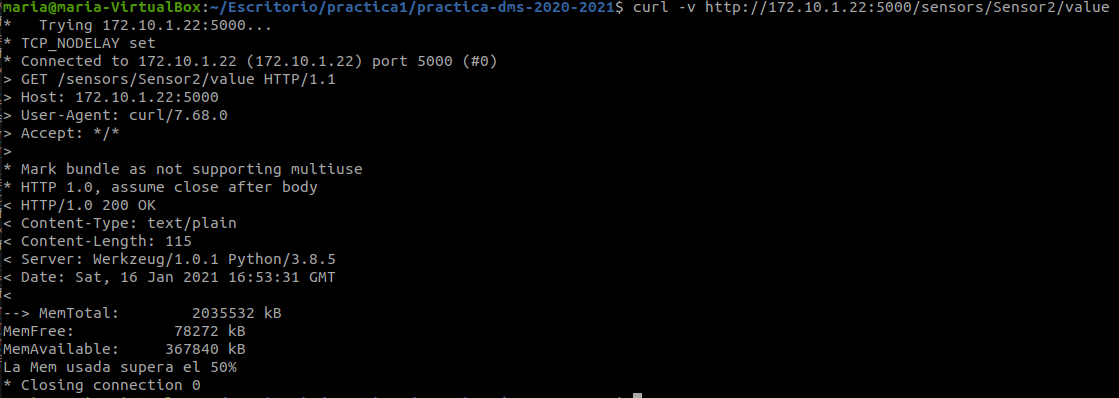 maria@maria-VirtualBox:~/Escritorio/practica1/practica-dms-2020-2021$ curl -v http://172.10.1.22:5000/sensors/Sensor2/value
*   Trying 172.10.1.22:5000...
* TCP_NODELAY set
* Connected to 172.10.1.22 (172.10.1.22) port 5000 (#0)
> GET /sensors/Sensor2/value HTTP/1.1
> Host: 172.10.1.22:5000
> User-Agent: curl/7.68.0
> Accept: */*
>
* Mark bundle as not supporting multiuse
* HTTP 1.0, assume close after body
< HTTP/1.0 200 OK
< Content-Type: text/plain
< Content-Length: 115
< Server: Werkzeug/1.0.1 Python/3.8.5
< Date: Sat, 16 Jan 2021 16:53:31 GMT
<
--> MemTotal:        2035532 kB
MemFree:           78272 kB
MemAvailable:     367840 kB
La Mem usada supera el 50%
* Closing connection 0